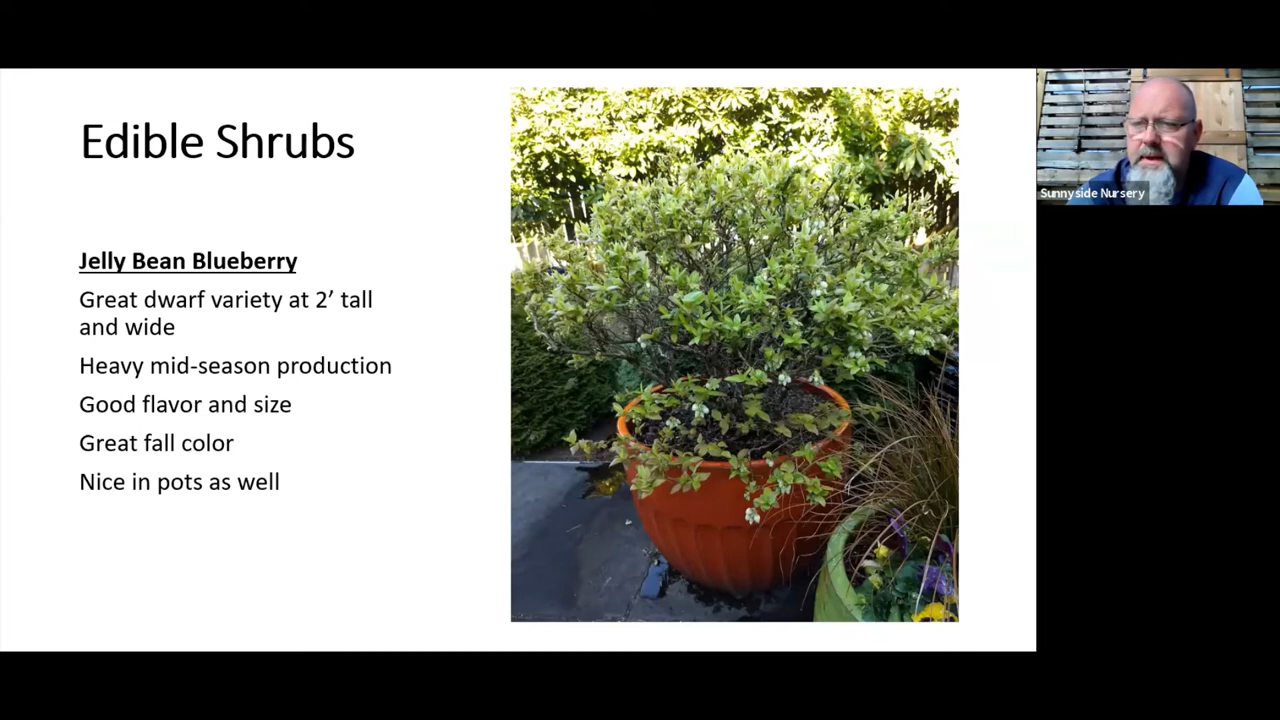 Edible Shrubs
Jelly Bean Blueberry
Great dwarf variety at 2’ tall
and wide
Heavy mid-season production
Good flavor and size
Great fall color
Nice in pots as well
Sunnyside Nursery